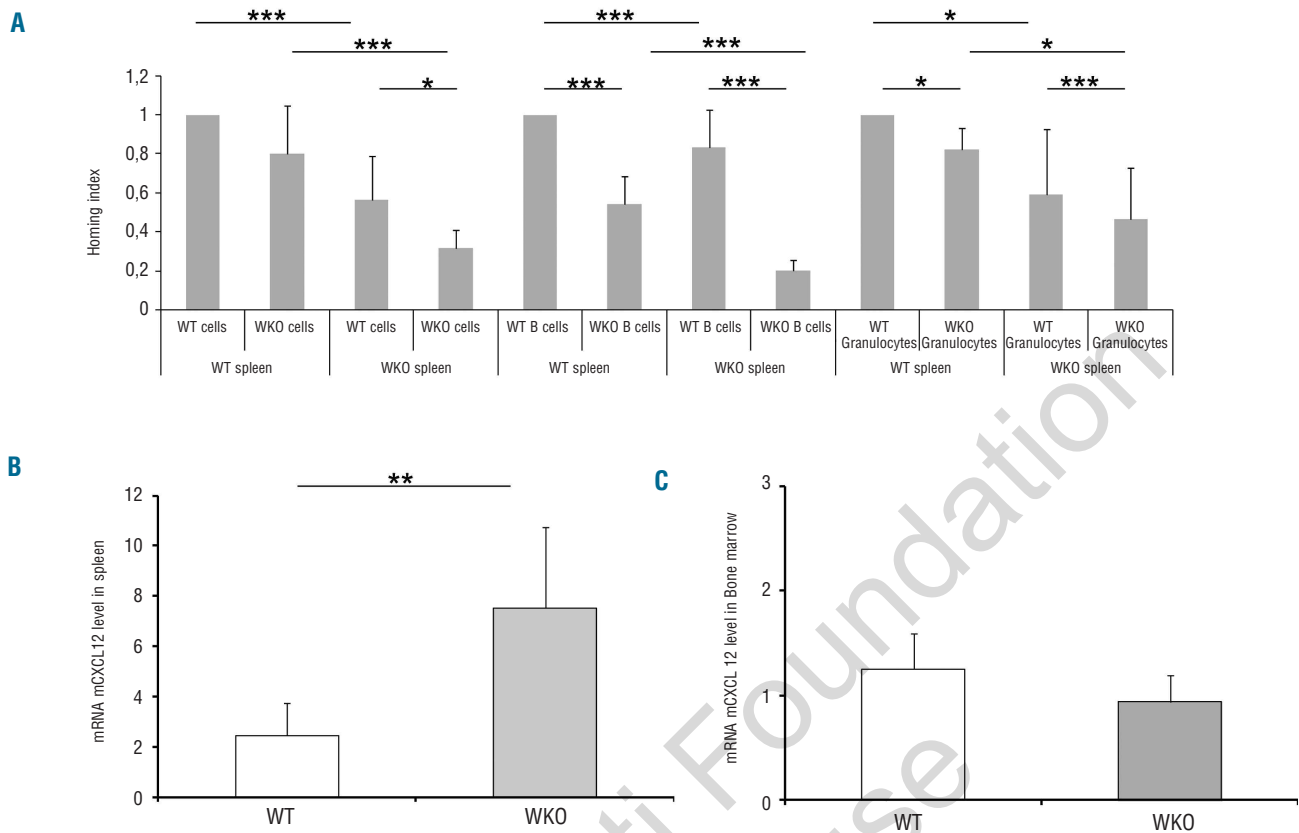 A
*** *** *
*** *** *
* *** *** * ***
1,2
1
0,8
0,6
0,4
0,2
0
Homing index
WT cells WKO cells WT cells WKO cells WT B cells WKO B cells WT B cells WKO B cells WT Granulocytes WKO Granulocytes WT Granulocytes WKO Granulocytes
WT spleen WKO spleen WT spleen WKO spleen WT spleen WKO spleen
B
**
12
10
8
6
4
2
0
mRNA mCXCL12 level in spleen
WT WKO
C
3
2
1
0
mRNA mCXCL 12 level in Bone marrow
WT WKO
ti Foundation
use